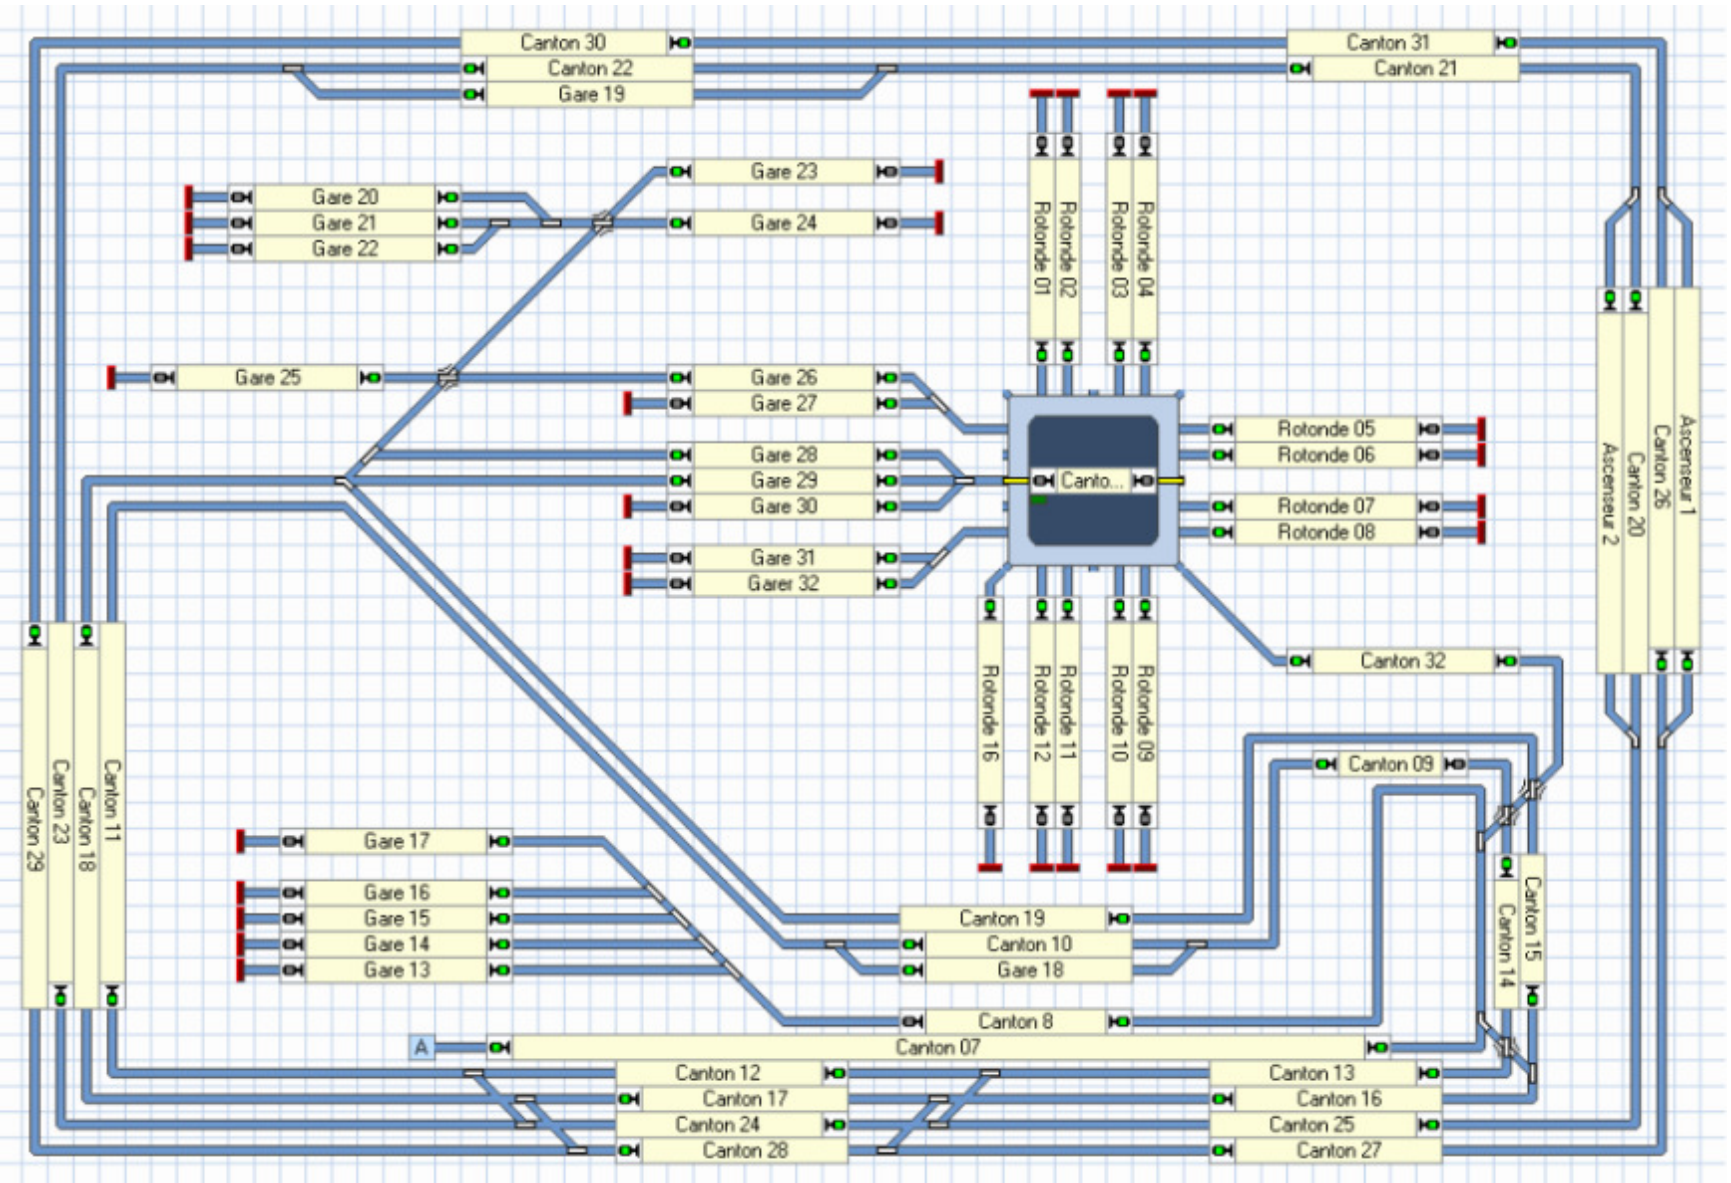 Canton 30
Canton 31
Canton 22
Canton 21
Gare 19
Gare 23
Gare 20
Gare 21
Gare 24
Gare 22
Rotonde 01
Rotonde 02
Rotonde 03
Rotonde 04
Gare 25
Gare 26
Gare 27
Rotonde 05
Gare 28
Rotonde 06
Gare 29
Canto...
Gare 30
Rotonde 07
Rotonde 08
Gare 31
Garer 32
Ascenseur 2
Canton 20
Canton 26
Ascenseur 1
Rotonde 16
Rotonde 12
Rotonde 11
Rotonde 10
Rotonde 09
Canton 32
Canton 09
Canton 29
Canton 23
Canton 18
Canton 11
Gare 17
Gare 16
Gare 15
Gare 14
Gare 13
Canton 19
Canton 10
Gare 18
Canton 14
Canton 15
Canton 8
A
Canton 07
Canton 12
Canton 13
Canton 17
Canton 16
Canton 24
Canton 25
Canton 28
Canton 27